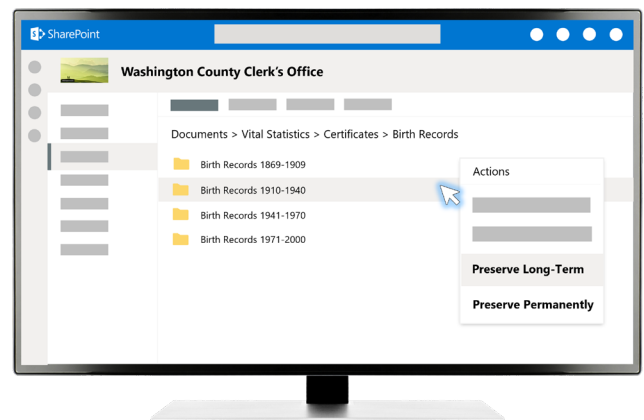 SharePoint
Washington County Clerk's Office
Documents > Vital Statistics > Certificates > Birth Records
Birth Records 1869-1909
Birth Records 1910-1940
Birth Records 1941-1970
Birth Records 1971-2000
Actions
Preserve Long-Term
Preserve Permanently